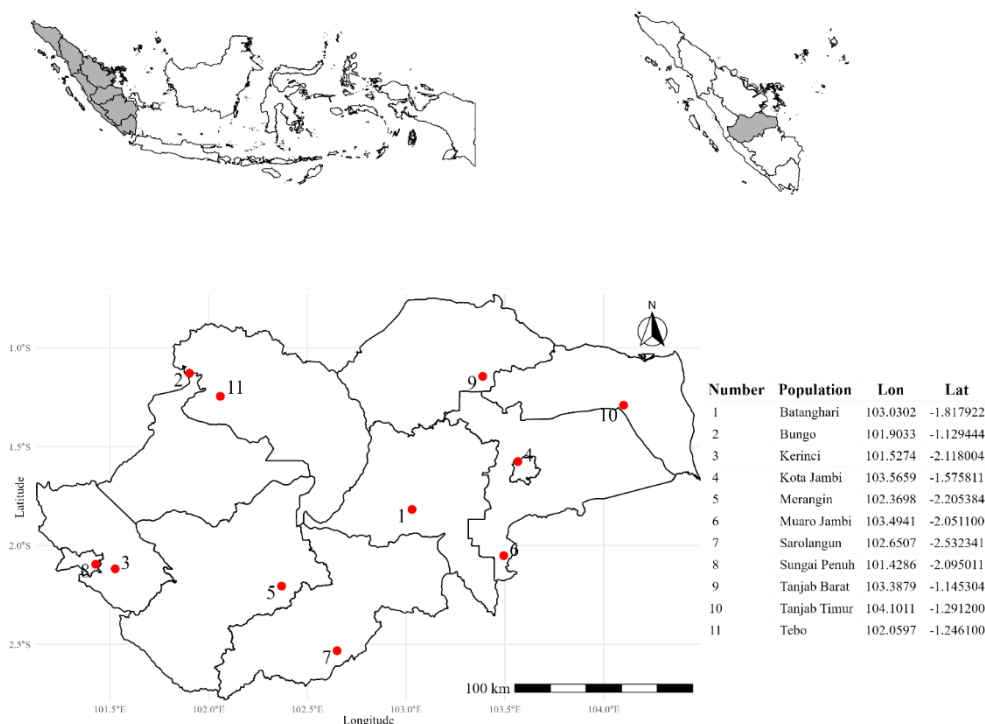 N
1.0°S
1.5°S
2.0°S
2.5°S
Latitude
2
11
9
10
4
1
6
8
3
5
7
100 km
101.5°E 102.0°E 102.5°E 103.0°E 103.5°E 104.0°E
Longitude
Number Population Lon Lat
1 Batanghari 103.0302 -1.817922
2 Bungo 101.9033 -1.129444
3 Kerinci 101.5274 -2.118004
4 Kota Jambi 103.5659 -1.575811
5 Merangin 102.3698 -2.205384
6 Muaro Jambi 103.4941 -2.051100
7 Sarolangun 102.6507 -2.532341
8 Sungai Penuh 101.4286 -2.095011
9 Tanjab Barat 103.3879 -1.145304
10 Tanjab Timur 104.1011 -1.291200
11 Tebo 102.0597 -1.246100